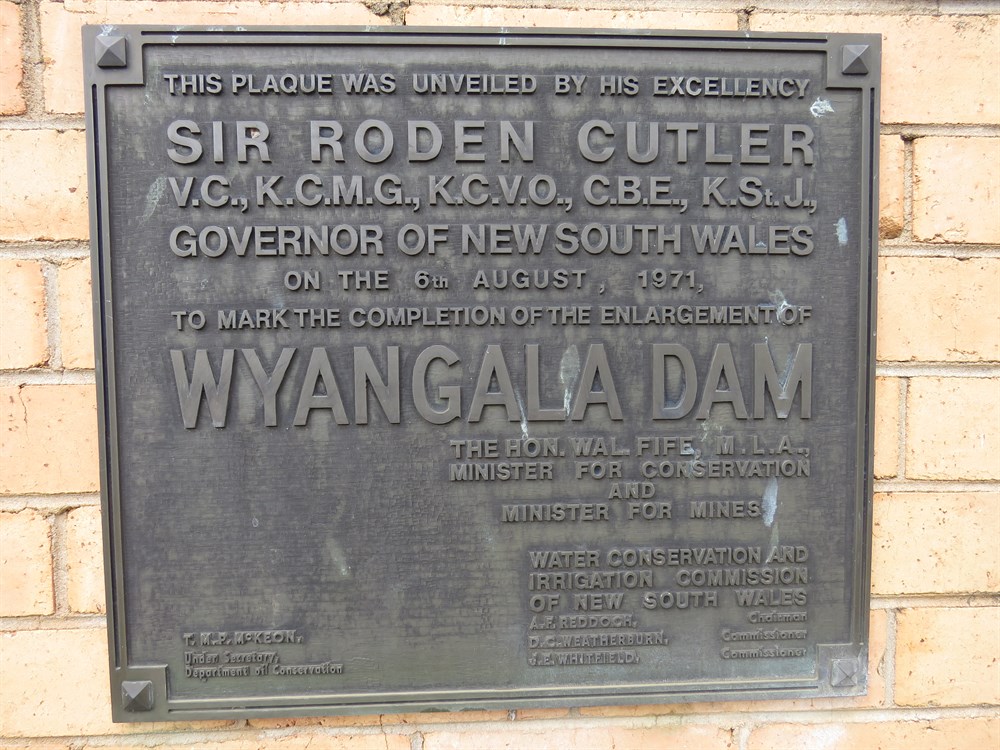 THIS PLAQUE WAS UNVEILED BY HIS EXCELLENCY
SIR RODEN CUTLER
V.C., K.C.M.G., K.C.V.O., C.B.E., K.St.J.,
GOVERNOR OF NEW SOUTH WALES
ON THE 6th AUGUST, 1971,
TO MARK THE COMPLETION OF THE ENLARGEMENT OF
WYANGALA DAM
THE HON. WAL. FIFE, M.L.A.,
MINISTER FOR CONSERVATION
AND
MINISTER FOR MINES
WATER CONSERVATION AND
IRRIGATION COMMISSION
OF NEW SOUTH WALES
A.F. REDDOCH, Chairman
D.G. WEATHERBURN, Commissioner
J.E. WHITFIELD, Commissioner
T. M.P. McKEON,
Under Secretary,
Department of Conservation